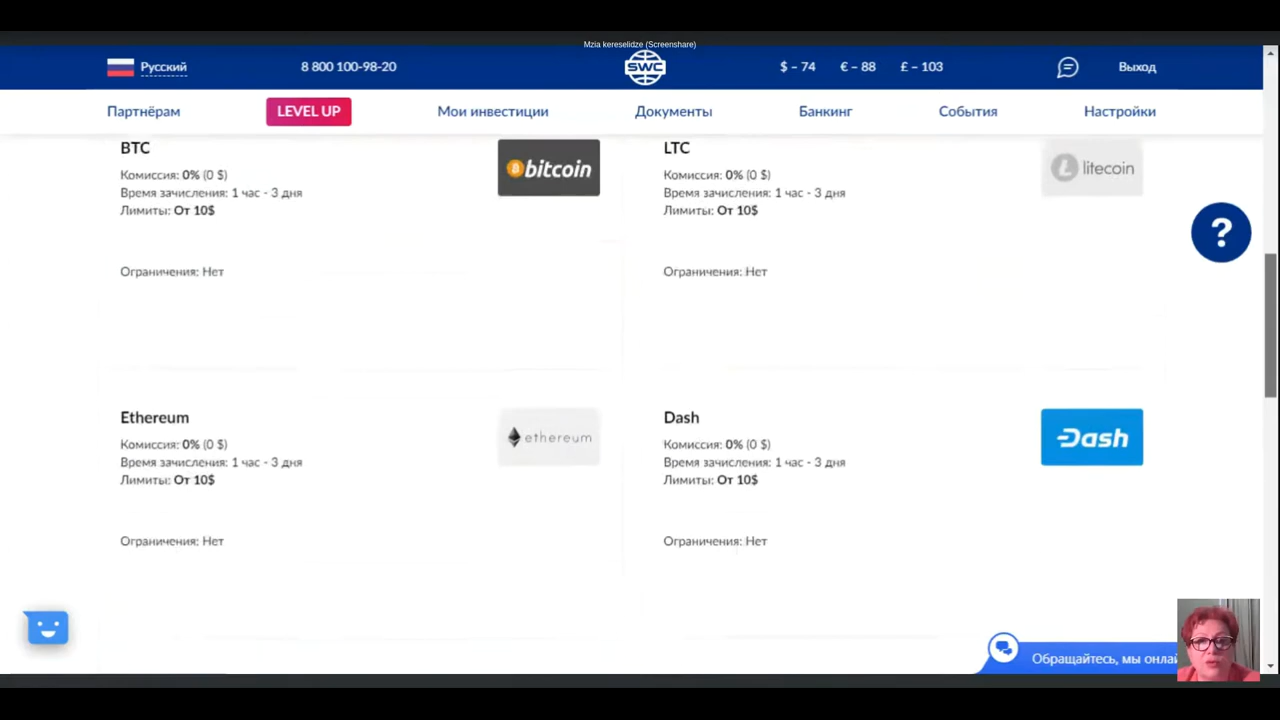 Mzia kereselidze (Screenshare)
Русский
8 800 100-98-20
SWC
$ – 74 € – 88 £ – 103
Выход
Партнёрам
LEVEL UP
Мои инвестиции
Документы
Банкинг
События
Настройки
BTC
Комиссия: 0% (0 $)
Время зачисления: 1 час - 3 дня
Лимиты: От 10$
Ограничения: Нет
bitcoin
LTC
Комиссия: 0% (0 $)
Время зачисления: 1 час - 3 дня
Лимиты: От 10$
Ограничения: Нет
litecoin
?
Ethereum
Комиссия: 0% (0 $)
Время зачисления: 1 час - 3 дня
Лимиты: От 10$
Ограничения: Нет
ethereum
Dash
Комиссия: 0% (0 $)
Время зачисления: 1 час - 3 дня
Лимиты: От 10$
Ограничения: Нет
Dash
Обращайтесь, мы онлай